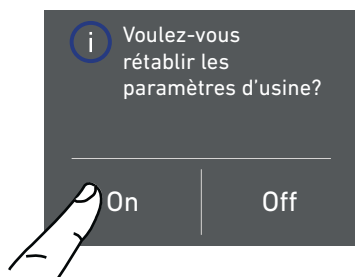 i
Voulez-vous
rétablir les
paramètres d'usine?
On
Off